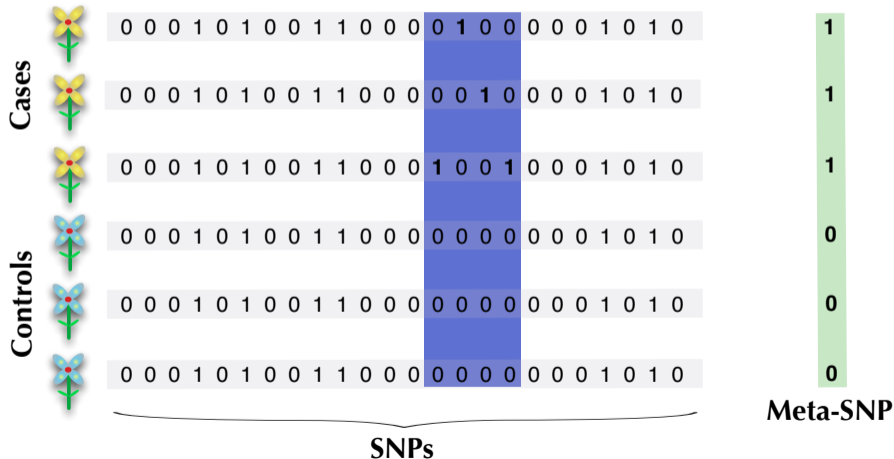 Cases
0 0 0 1 0 1 0 0 1 1 0 0 0 0 1 0 0 0 0 0 1 0 1 0 1
0 0 0 1 0 1 0 0 1 1 0 0 0 0 0 1 0 0 0 0 1 0 1 0 1
0 0 0 1 0 1 0 0 1 1 0 0 0 1 0 0 1 0 0 0 1 0 1 0 1
Controls
0 0 0 1 0 1 0 0 1 1 0 0 0 0 0 0 0 0 0 0 1 0 1 0 0
0 0 0 1 0 1 0 0 1 1 0 0 0 0 0 0 0 0 0 0 1 0 1 0 0
0 0 0 1 0 1 0 0 1 1 0 0 0 0 0 0 0 0 0 0 1 0 1 0 0
Meta-SNP
SNPs